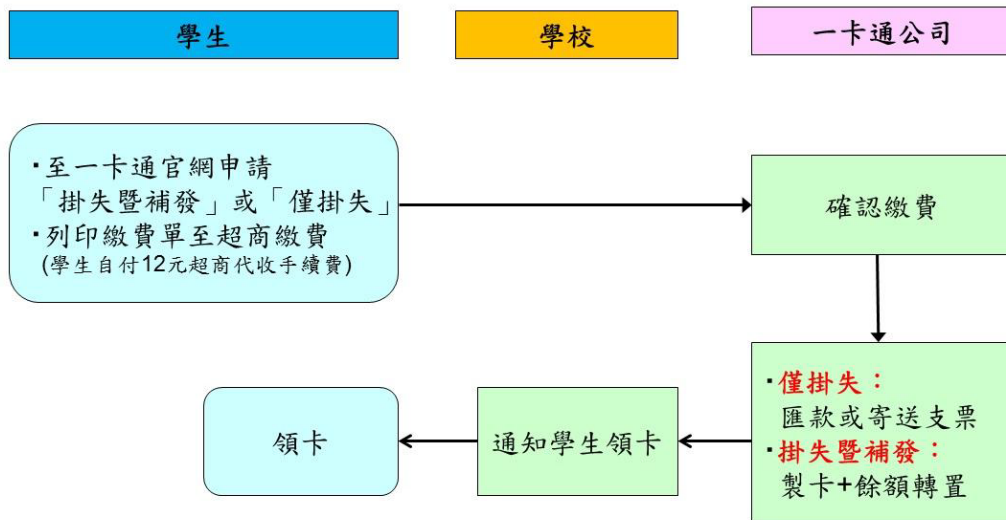 學生
學校
一卡通公司
▪至一卡通官網申請
「掛失暨補發」或「僅掛失」
▪列印繳費單至超商繳費
(學生自付12元超商代收手續費)
確認繳費
領卡
通知學生領卡
▪僅掛失：
匯款或寄送支票
▪掛失暨補發：
製卡+餘額轉置